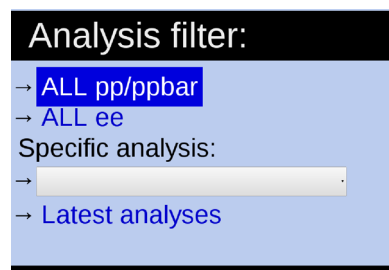 Analysis filter:
→ ALL pp/ppbar
→ ALL ee
Specific analysis:
→
→ Latest analyses